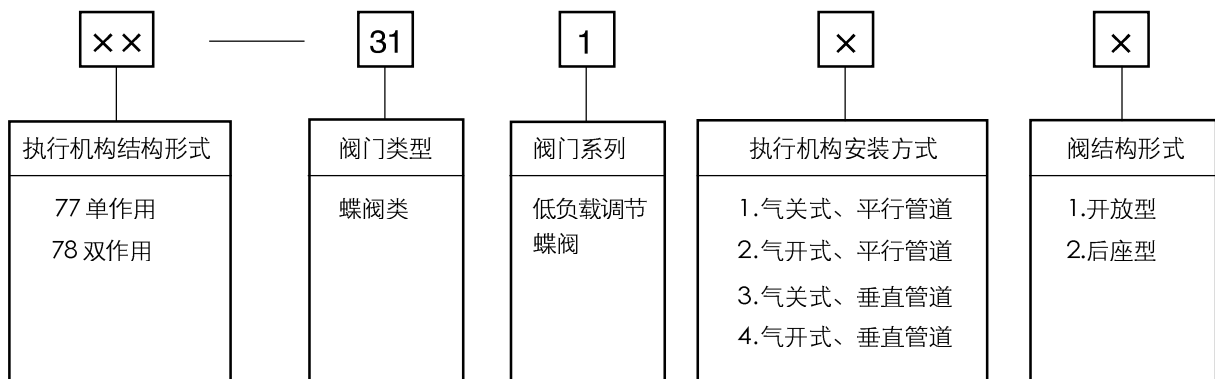 ×× —— 31 1 × ×
执行机构结构形式
77 单作用
78 双作用
阀门类型
蝶阀类
阀门系列
低负载调节
蝶阀
执行机构安装方式
1.气关式、平行管道
2.气开式、平行管道
3.气关式、垂直管道
4.气开式、垂直管道
阀结构形式
1.开放型
2.后座型